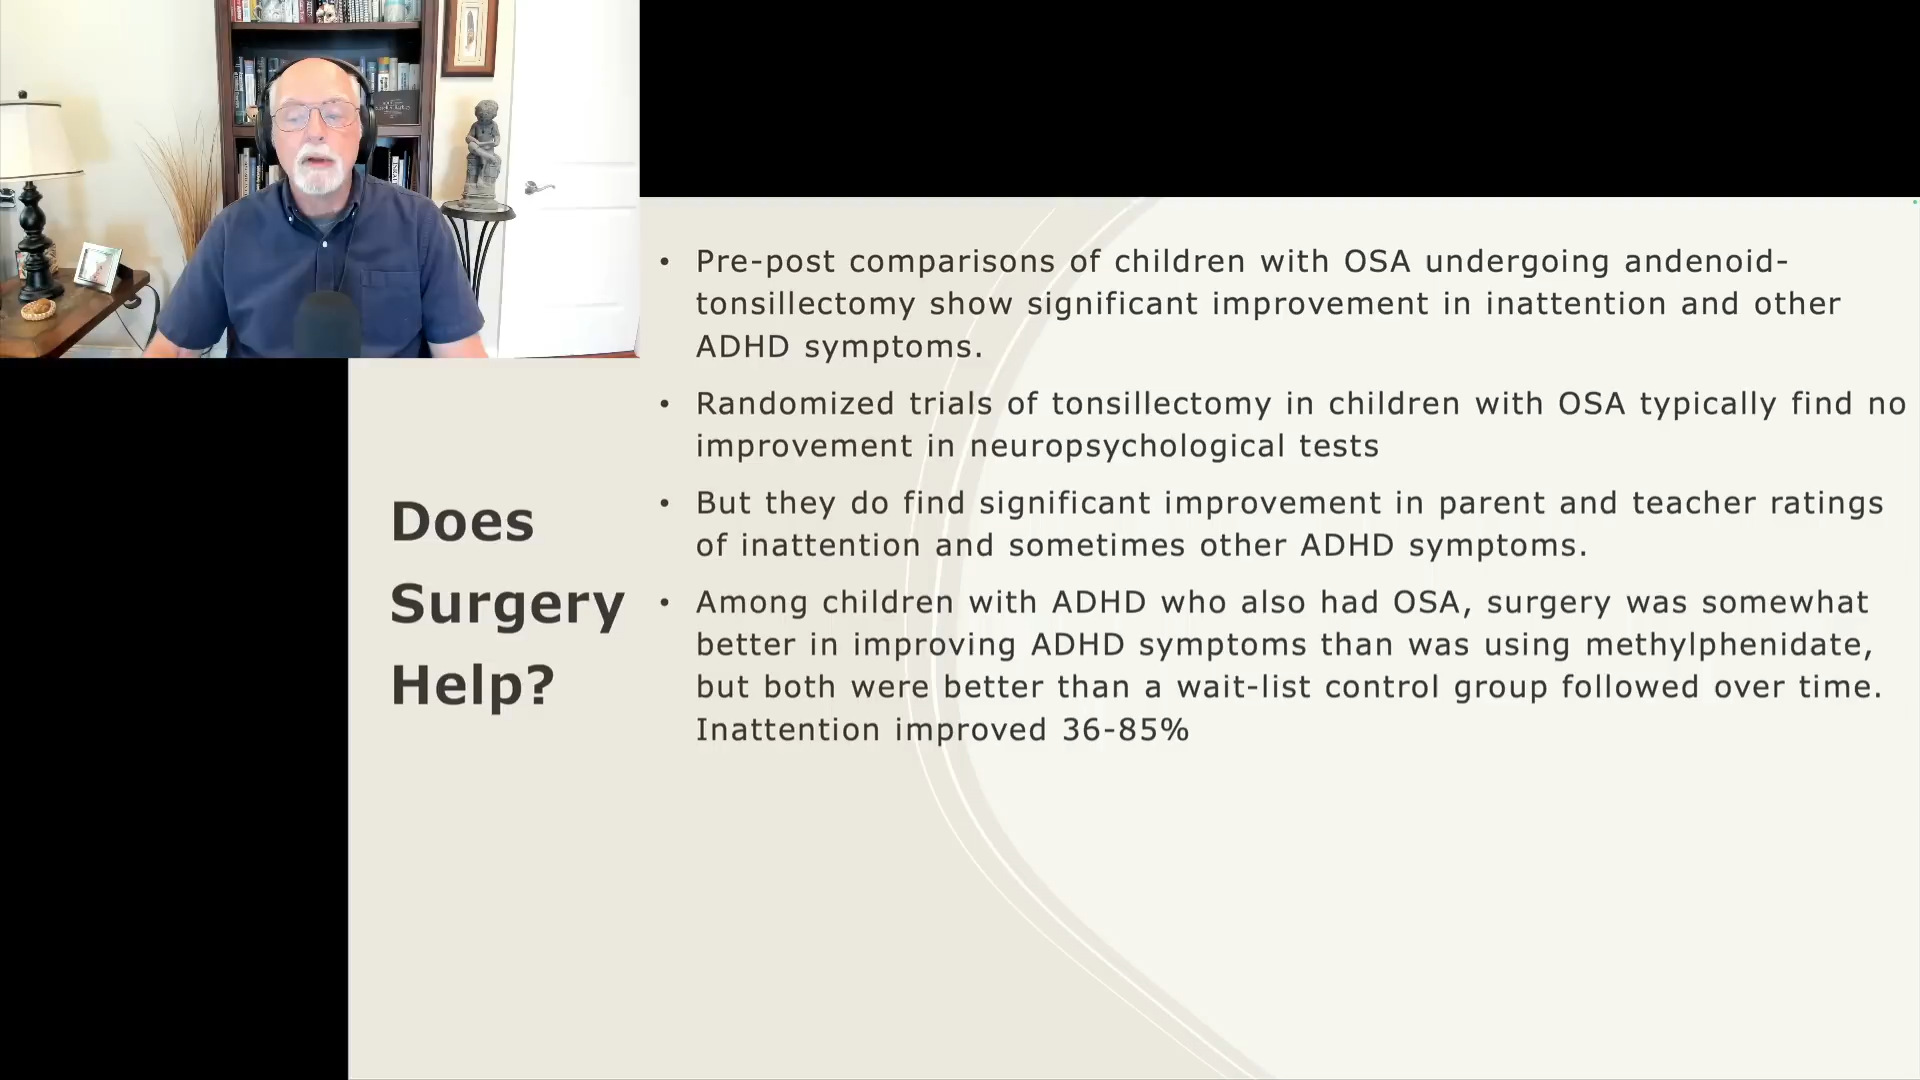 Does
Surgery
Help?
• Pre-post comparisons of children with OSA undergoing andenoid-
tonsillectomy show significant improvement in inattention and other
ADHD symptoms.
• Randomized trials of tonsillectomy in children with OSA typically find no
improvement in neuropsychological tests
• But they do find significant improvement in parent and teacher ratings
of inattention and sometimes other ADHD symptoms.
• Among children with ADHD who also had OSA, surgery was somewhat
better in improving ADHD symptoms than was using methylphenidate,
but both were better than a wait-list control group followed over time.
Inattention improved 36-85%